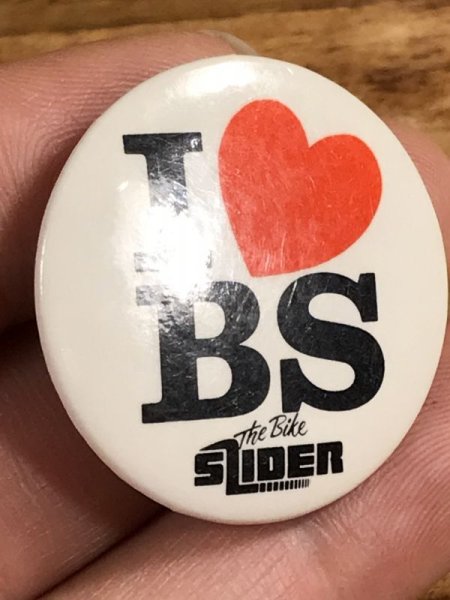 I ❤
BS
The Bike
SLIDER